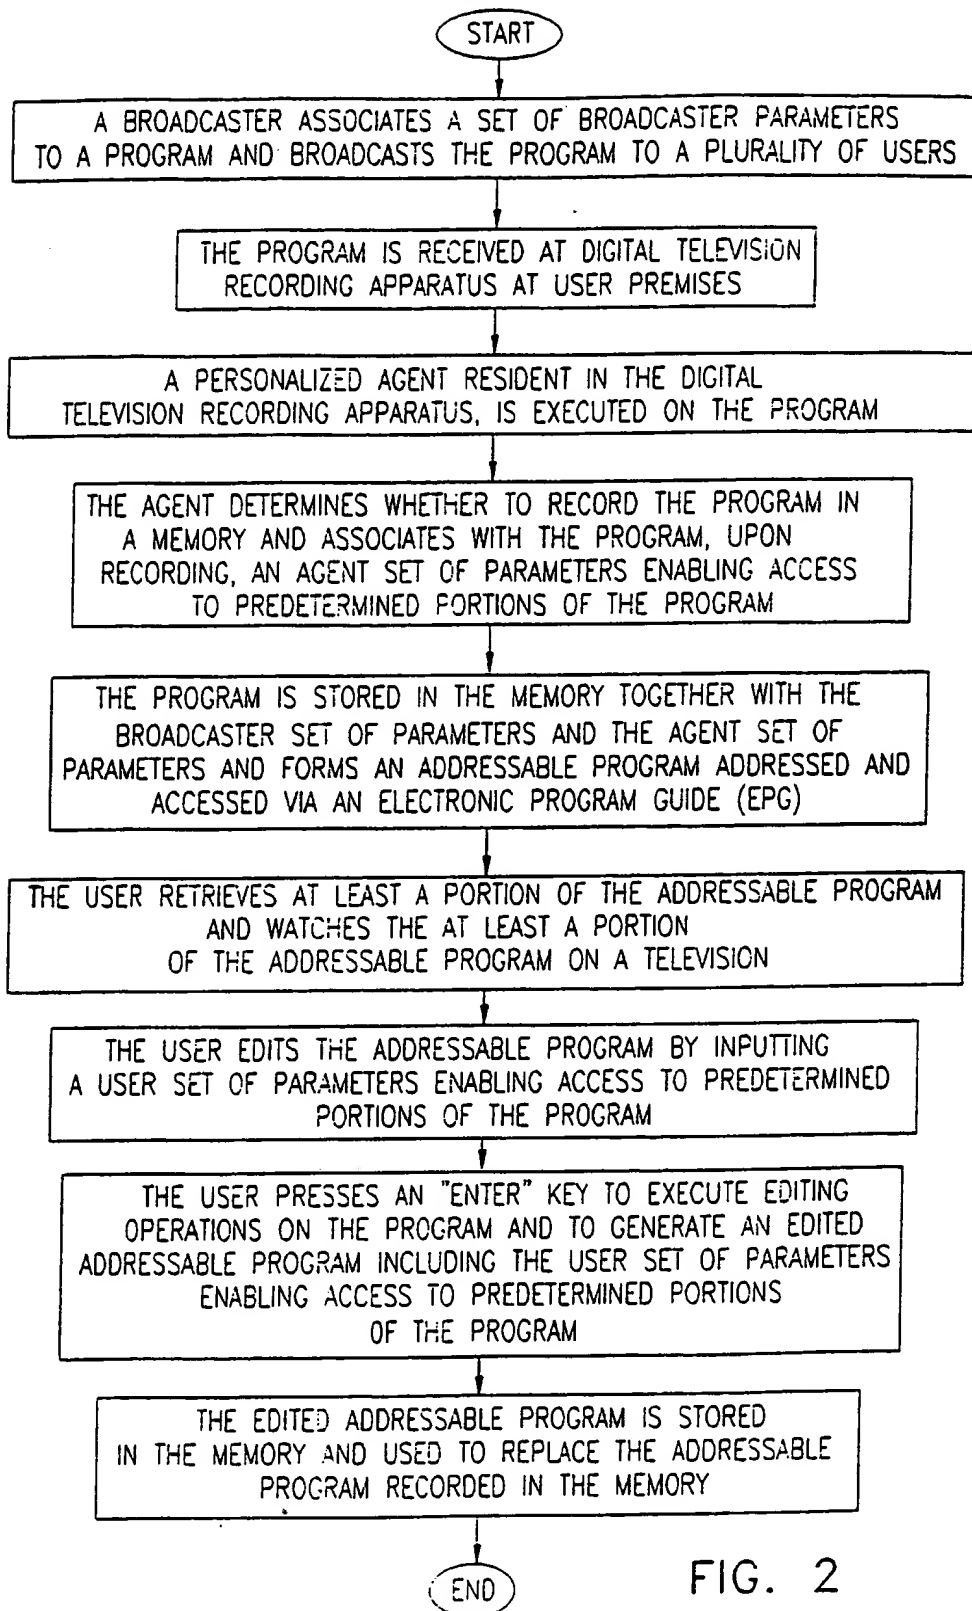 START
A BROADCASTER ASSOCIATES A SET OF BROADCASTER PARAMETERS
TO A PROGRAM AND BROADCASTS THE PROGRAM TO A PLURALITY OF USERS
THE PROGRAM IS RECEIVED AT DIGITAL TELEVISION
RECORDING APPARATUS AT USER PREMISES
A PERSONALIZED AGENT RESIDENT IN THE DIGITAL
TELEVISION RECORDING APPARATUS, IS EXECUTED ON THE PROGRAM
THE AGENT DETERMINES WHETHER TO RECORD THE PROGRAM IN
A MEMORY AND ASSOCIATES WITH THE PROGRAM, UPON
RECORDING, AN AGENT SET OF PARAMETERS ENABLING ACCESS
TO PREDETERMINED PORTIONS OF THE PROGRAM
THE PROGRAM IS STORED IN THE MEMORY TOGETHER WITH THE
BROADCASTER SET OF PARAMETERS AND THE AGENT SET OF
PARAMETERS AND FORMS AN ADDRESSABLE PROGRAM ADDRESSED AND
ACCESSED VIA AN ELECTRONIC PROGRAM GUIDE (EPG)
THE USER RETRIEVES AT LEAST A PORTION OF THE ADDRESSABLE PROGRAM
AND WATCHES THE AT LEAST A PORTION
OF THE ADDRESSABLE PROGRAM ON A TELEVISION
THE USER EDITS THE ADDRESSABLE PROGRAM BY INPUTTING
A USER SET OF PARAMETERS ENABLING ACCESS TO PREDETERMINED
PORTIONS OF THE PROGRAM
THE USER PRESSES AN "ENTER" KEY TO EXECUTE EDITING
OPERATIONS ON THE PROGRAM AND TO GENERATE AN EDITED
ADDRESSABLE PROGRAM INCLUDING THE USER SET OF PARAMETERS
ENABLING ACCESS TO PREDETERMINED PORTIONS
OF THE PROGRAM
THE EDITED ADDRESSABLE PROGRAM IS STORED
IN THE MEMORY AND USED TO REPLACE THE ADDRESSABLE
PROGRAM RECORDED IN THE MEMORY
END
FIG. 2